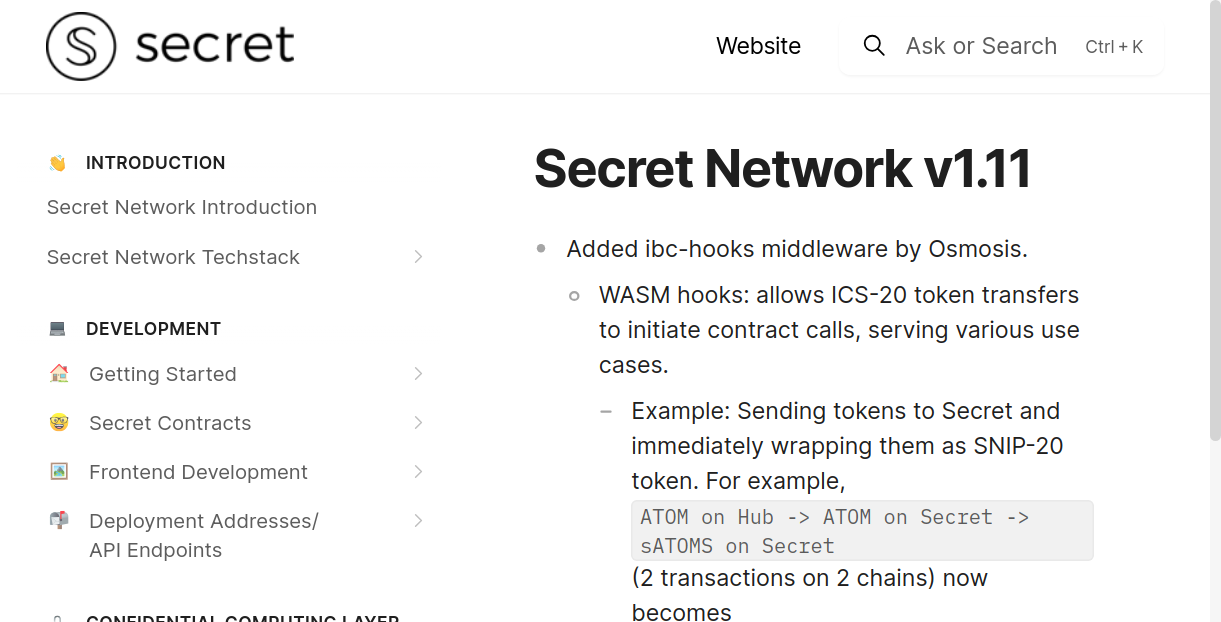 secret
Website
Ask or Search
Ctrl + K
INTRODUCTION
Secret Network Introduction
Secret Network Techstack
DEVELOPMENT
Getting Started
Secret Contracts
Frontend Development
Deployment Addresses/
API Endpoints
CONFIDENTIAL COMPUTING LAYER
Secret Network v1.11
Added ibc-hooks middleware by Osmosis.
WASM hooks: allows ICS-20 token transfers
to initiate contract calls, serving various use
cases.
Example: Sending tokens to Secret and
immediately wrapping them as SNIP-20
token. For example,
ATOM on Hub -> ATOM on Secret ->
sATOMS on Secret
(2 transactions on 2 chains) now
becomes